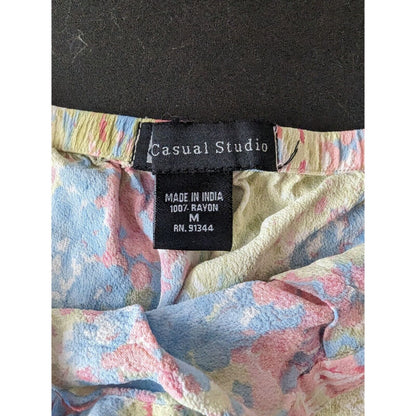 Casual Studio
MADE IN INDIA
100% RAYON
M
RN. 91344